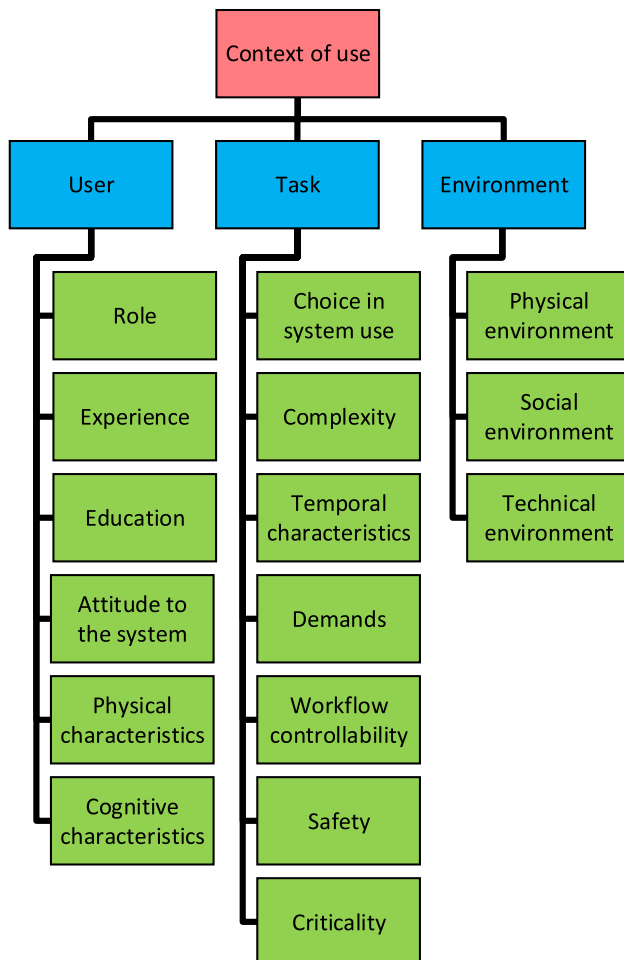 Context of use
User
Task
Environment
Role
Experience
Education
Attitude to
the system
Physical
characteristics
Cognitive
characteristics
Choice in
system use
Complexity
Temporal
characteristics
Demands
Workflow
controllability
Safety
Criticality
Physical
environment
Social
environment
Technical
environment